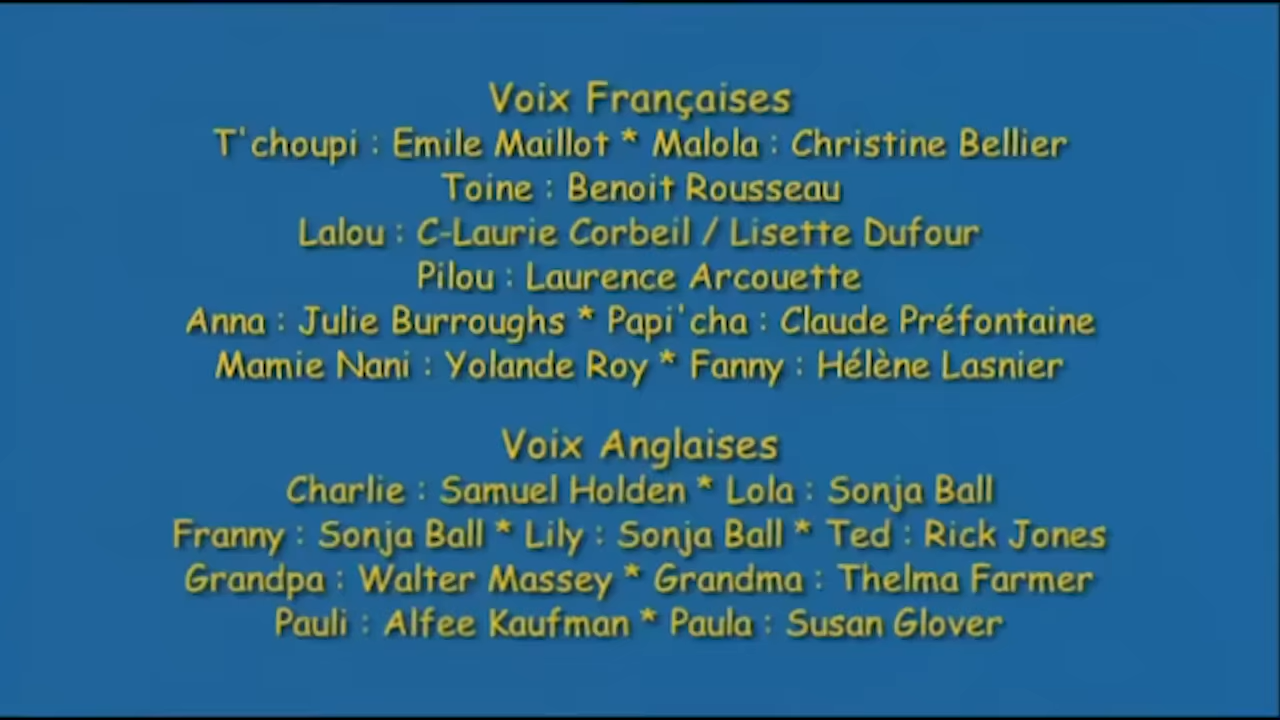 Voix Françaises
T'choupi : Emile Maillot * Malola : Christine Bellier
Toine : Benoit Rousseau
Lalou : C-Laurie Corbeil / Lisette Dufour
Pilou : Laurence Arcouette
Anna : Julie Burroughs * Papi'cha : Claude Préfontaine
Mamie Nani : Yolande Roy * Fanny : Hélène Lasnier
Voix Anglaises
Charlie : Samuel Holden * Lola : Sonja Ball
Franny : Sonja Ball * Lily : Sonja Ball * Ted : Rick Jones
Grandpa : Walter Massey * Grandma : Thelma Farmer
Pauli : Alfee Kaufman * Paula : Susan Glover